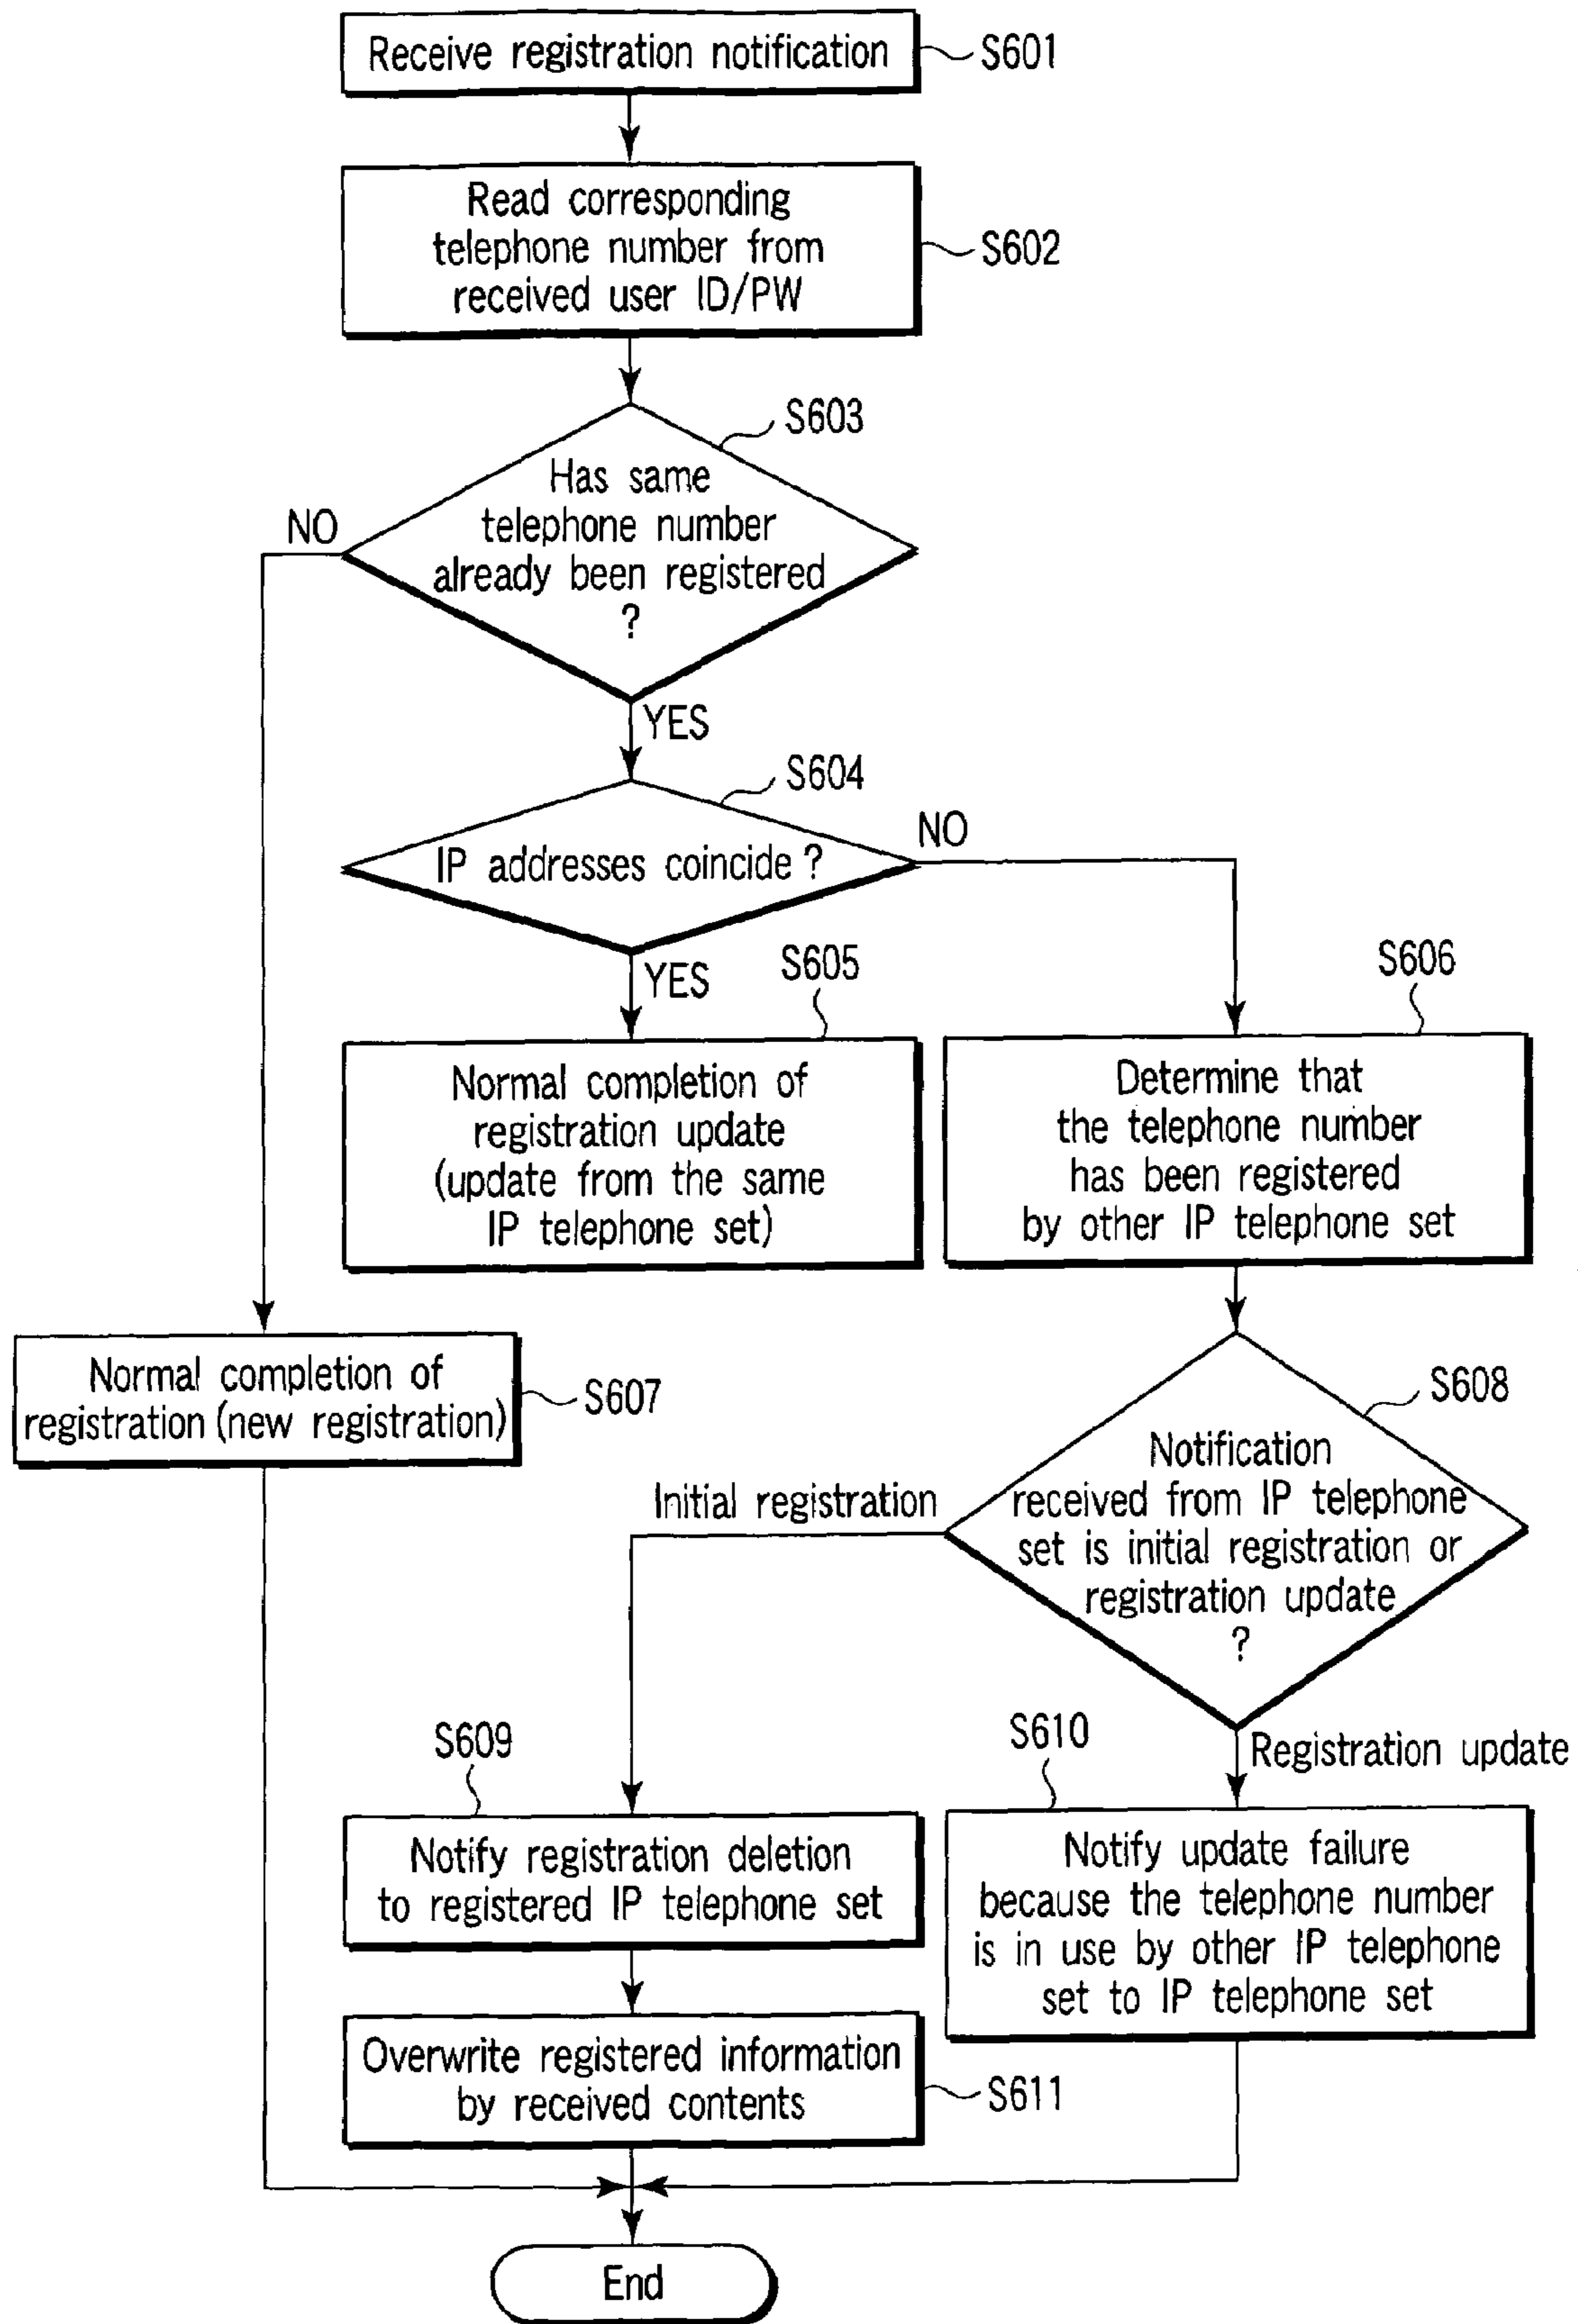 Receive registration notification
S601
Read corresponding
telephone number from
received user ID/PW
S602
S603
Has same
telephone number
already been registered
?
NO
YES
S604
IP addresses coincide ?
NO
YES
S605
S606
Normal completion of
registration update
(update from the same
IP telephone set)
Determine that
the telephone number
has been registered
by other IP telephone set
Normal completion of
registration (new registration)
S607
S608
Notification
received from IP telephone
set is initial registration or
registration update
?
Initial registration
Registration update
S609
S610
Notify registration deletion
to registered IP telephone set
Notify update failure
because the telephone number
is in use by other IP telephone
set to IP telephone set
Overwrite registered information
by received contents
S611
End